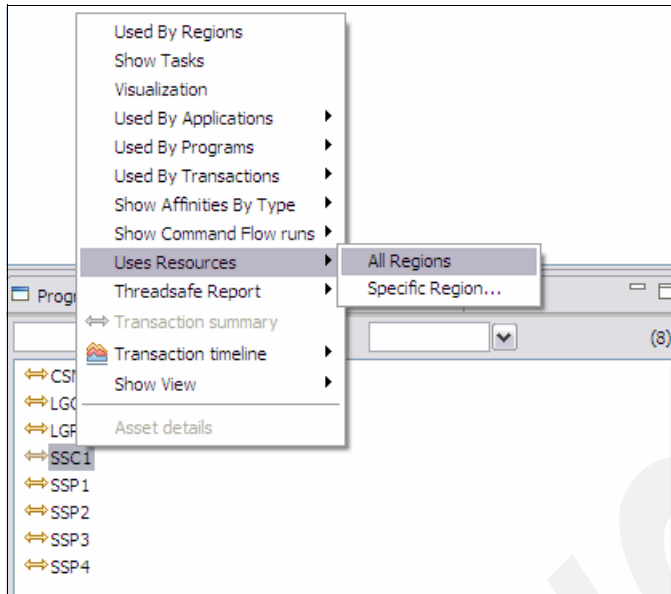 Used By Regions
Show Tasks
Visualization
Used By Applications
Used By Programs
Used By Transactions
Show Affinities By Type
Show Command Flow runs
Uses Resources
All Regions
Threadsafe Report
Specific Region...
Transaction summary
(8)
Transaction timeline
Show View
Asset details
SSC1
SSP1
SSP2
SSP3
SSP4